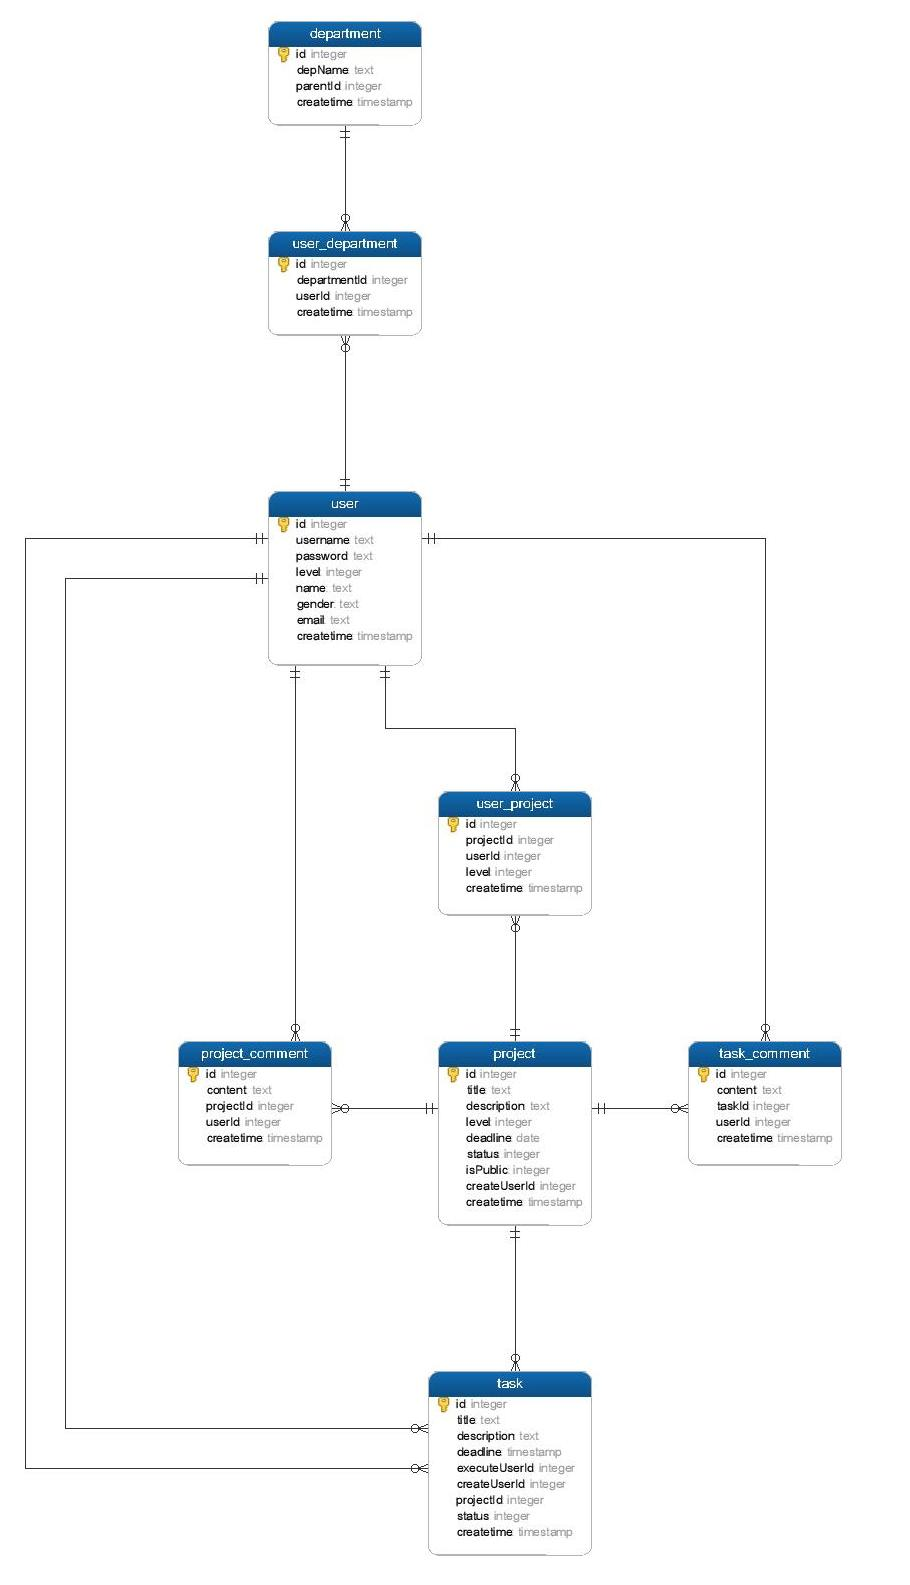 department
id integer
depName text
parentId integer
createtime timestamp
user_department
id integer
departmentId integer
userId integer
createtime timestamp
user
id integer
username text
password text
level integer
name text
gender text
email text
createtime timestamp
user_project
id integer
projectId integer
userId integer
level integer
createtime timestamp
project_comment
id integer
content text
projectId integer
userId integer
createtime timestamp
project
id integer
title text
description text
level integer
deadline date
status integer
isPublic integer
createUserId integer
createtime timestamp
task_comment
id integer
content text
taskId integer
userId integer
createtime timestamp
task
id integer
title text
description text
deadline timestamp
executeUserId integer
createUserId integer
projectId integer
status integer
createtime timestamp